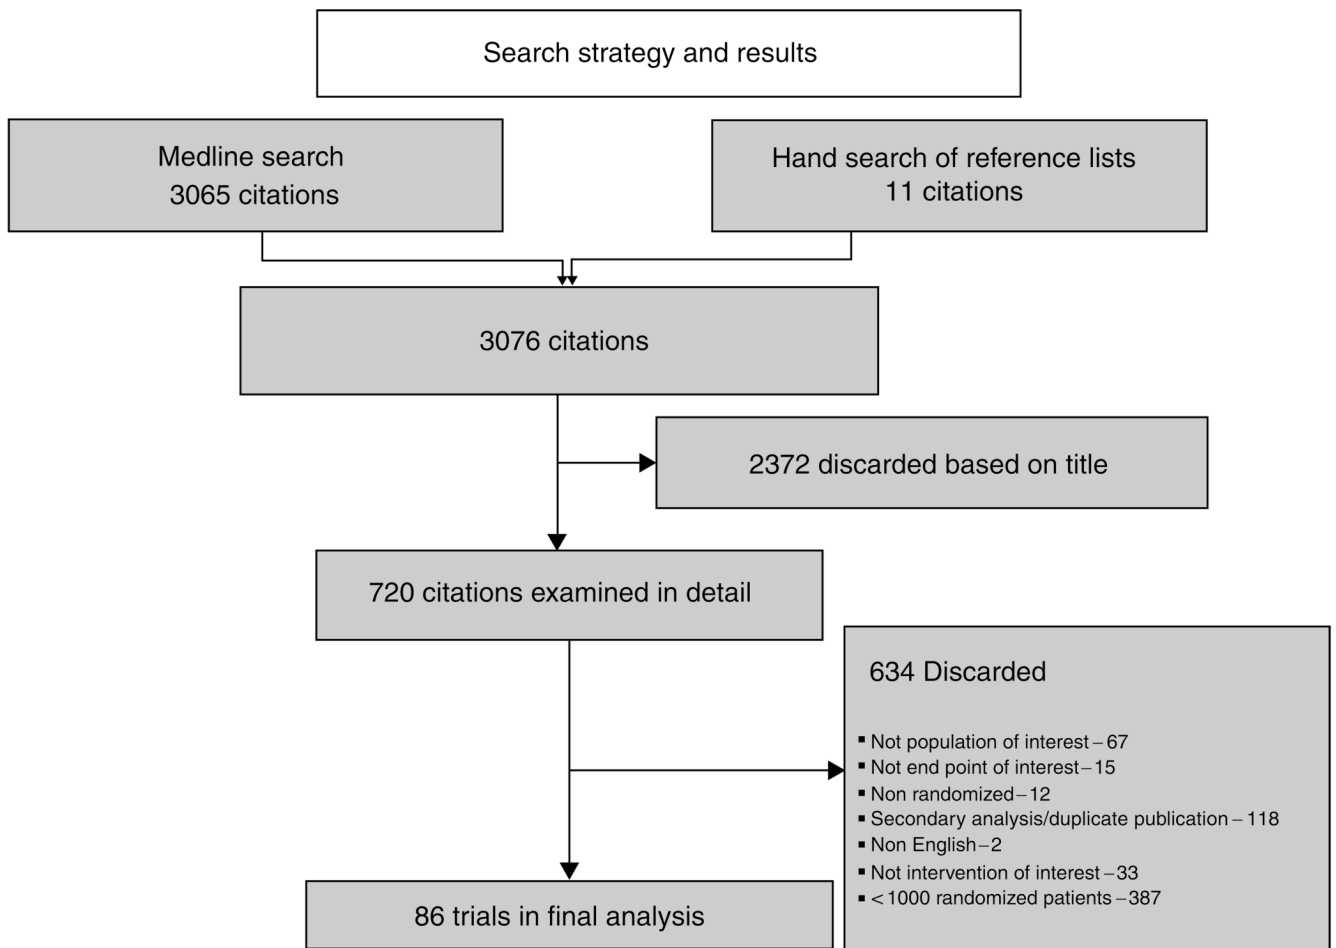 Search strategy and results
Medline search
3065 citations
Hand search of reference lists
11 citations
3076 citations
2372 discarded based on title
720 citations examined in detail
634 Discarded
▪ Not population of interest – 67
▪ Not end point of interest – 15
▪ Non randomized – 12
▪ Secondary analysis/duplicate publication – 118
▪ Non English – 2
▪ Not intervention of interest – 33
▪ <1000 randomized patients – 387
86 trials in final analysis